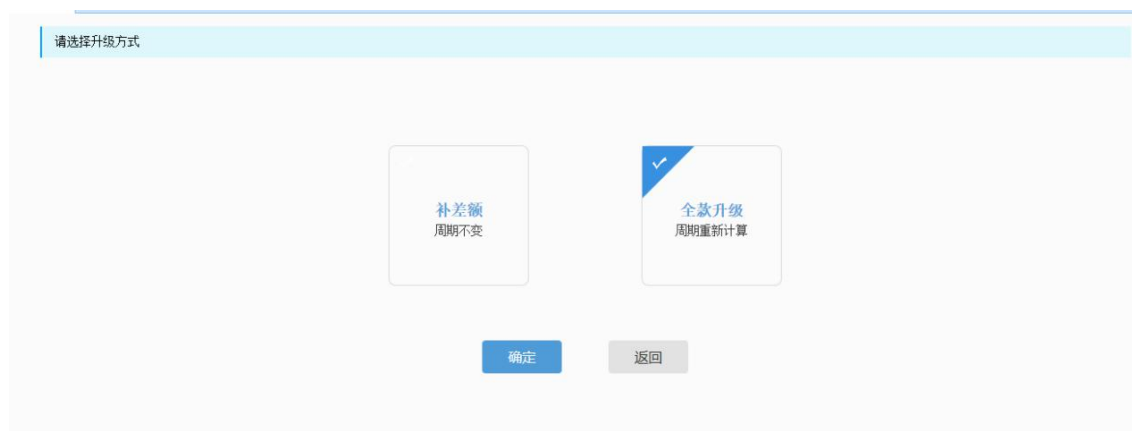 请选择升级方式
补差额
周期不变
全款升级
周期重新计算
确定
返回